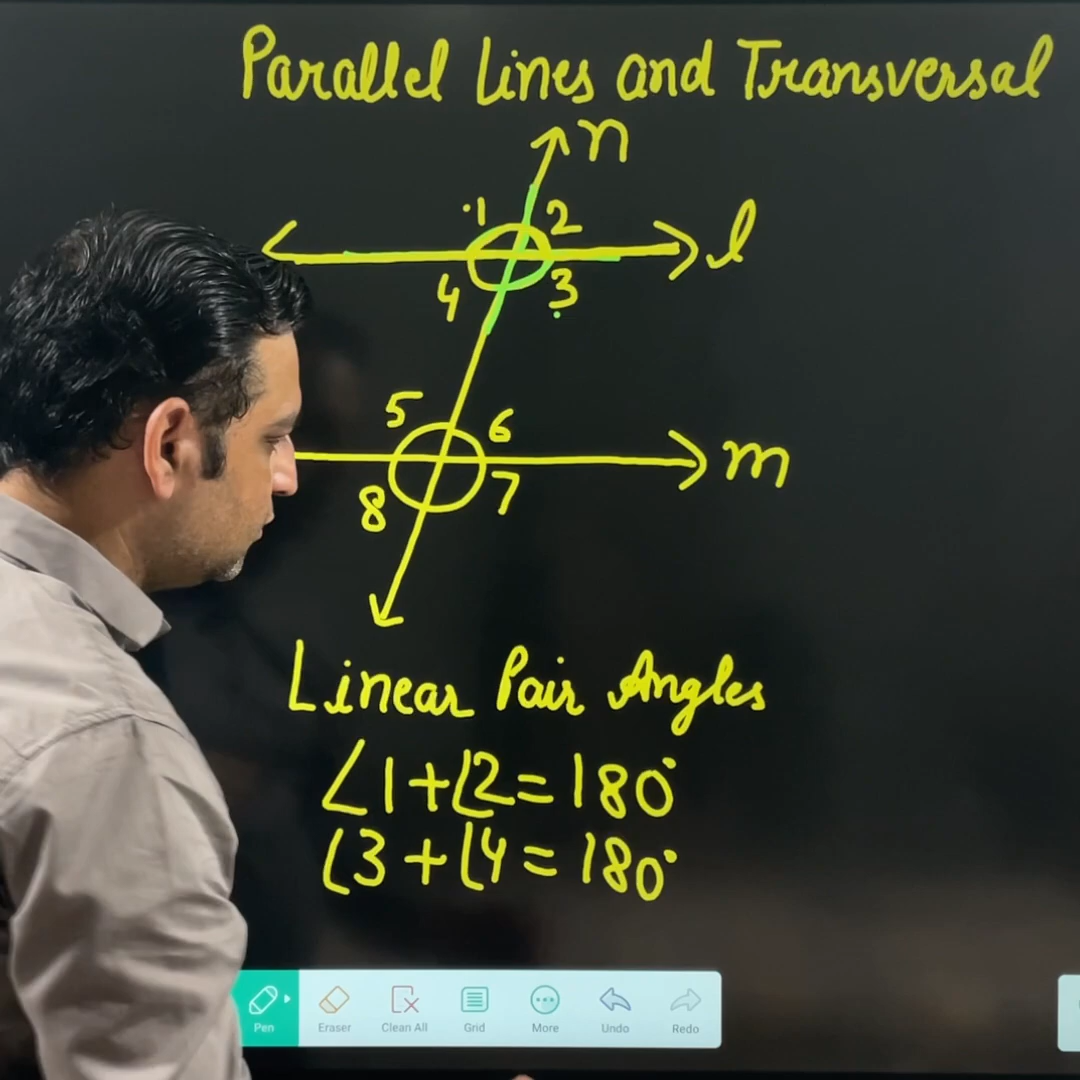 Parallel Lines and Transversal
n
1 2
l
4 3
5 6
m
8 7
Linear Pair Angles
∠1+∠2=180°
∠3+∠4=180°
Pen Eraser Clean All Grid More Undo Redo